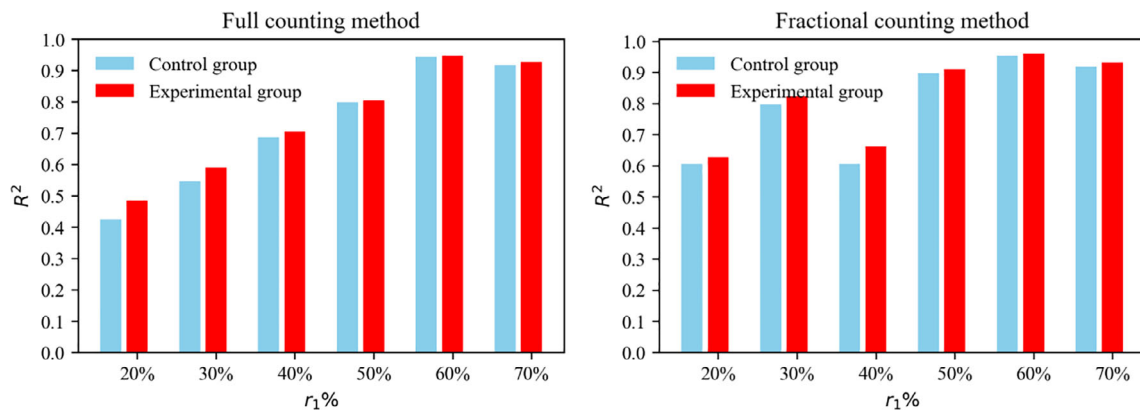 Full counting method
1.0
0.9
0.8
0.7
0.6
0.5
0.4
0.3
0.2
0.1
0.0
R²
Control group
Experimental group
20% 30% 40% 50% 60% 70%
r₁%
Fractional counting method
1.0
0.9
0.8
0.7
0.6
0.5
0.4
0.3
0.2
0.1
0.0
R²
Control group
Experimental group
20% 30% 40% 50% 60% 70%
r₁%